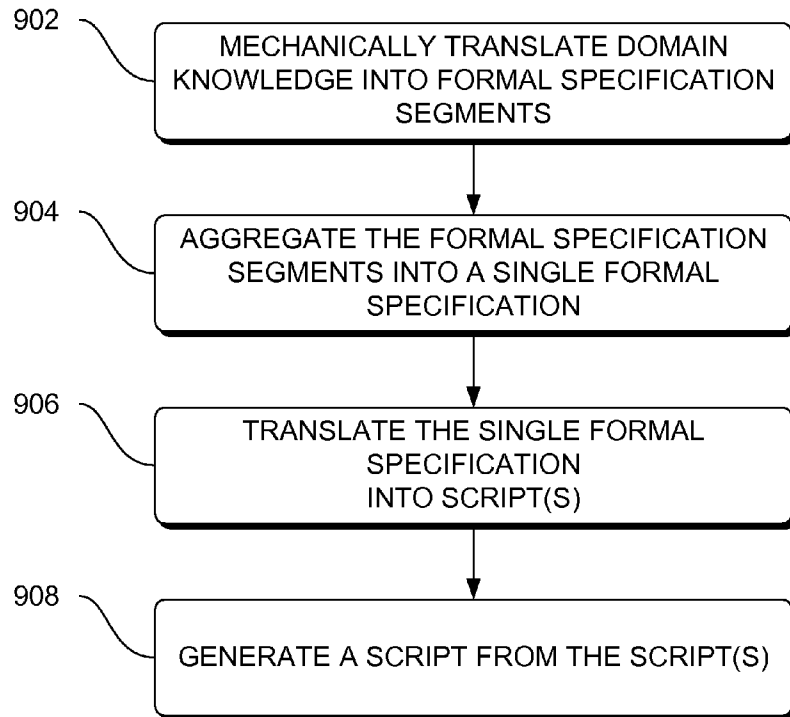 902
MECHANICALLY TRANSLATE DOMAIN
KNOWLEDGE INTO FORMAL SPECIFICATION
SEGMENTS
904
AGGREGATE THE FORMAL SPECIFICATION
SEGMENTS INTO A SINGLE FORMAL
SPECIFICATION
906
TRANSLATE THE SINGLE FORMAL
SPECIFICATION
INTO SCRIPT(S)
908
GENERATE A SCRIPT FROM THE SCRIPT(S)